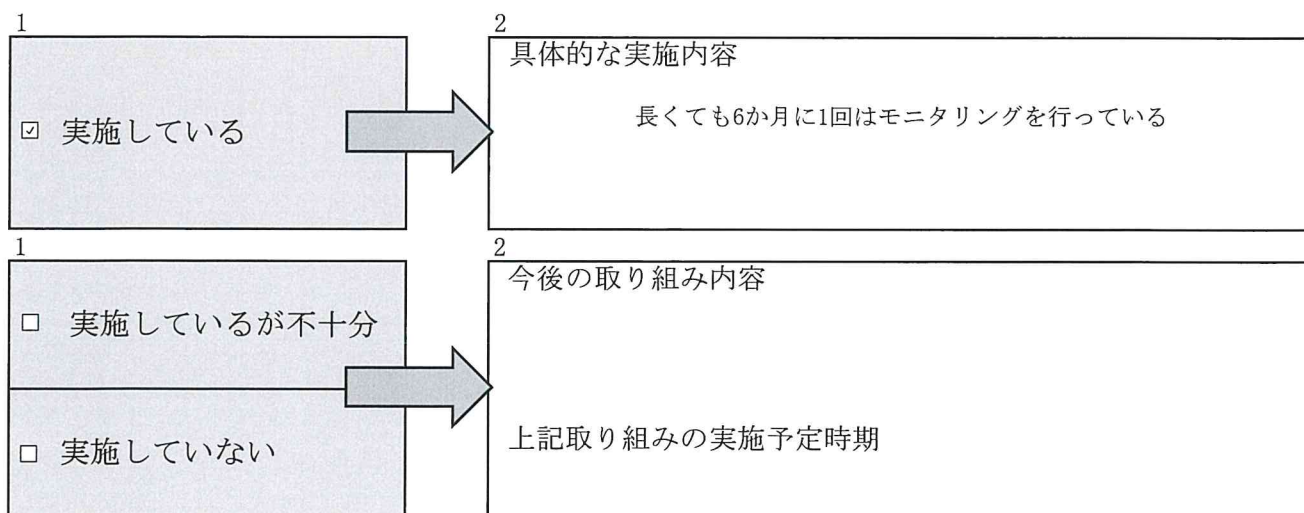 1
2
☑ 実施している
具体的な実施内容
長くても6か月に1回はモニタリングを行っている
1
2
□ 実施しているが不十分
今後の取り組み内容
□ 実施していない
上記取り組みの実施予定時期